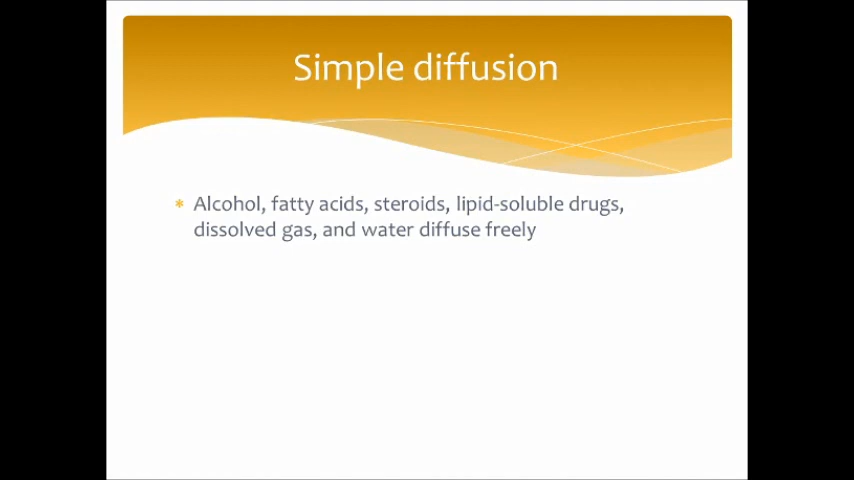 Simple diffusion
Alcohol, fatty acids, steroids, lipid-soluble drugs,
dissolved gas, and water diffuse freely